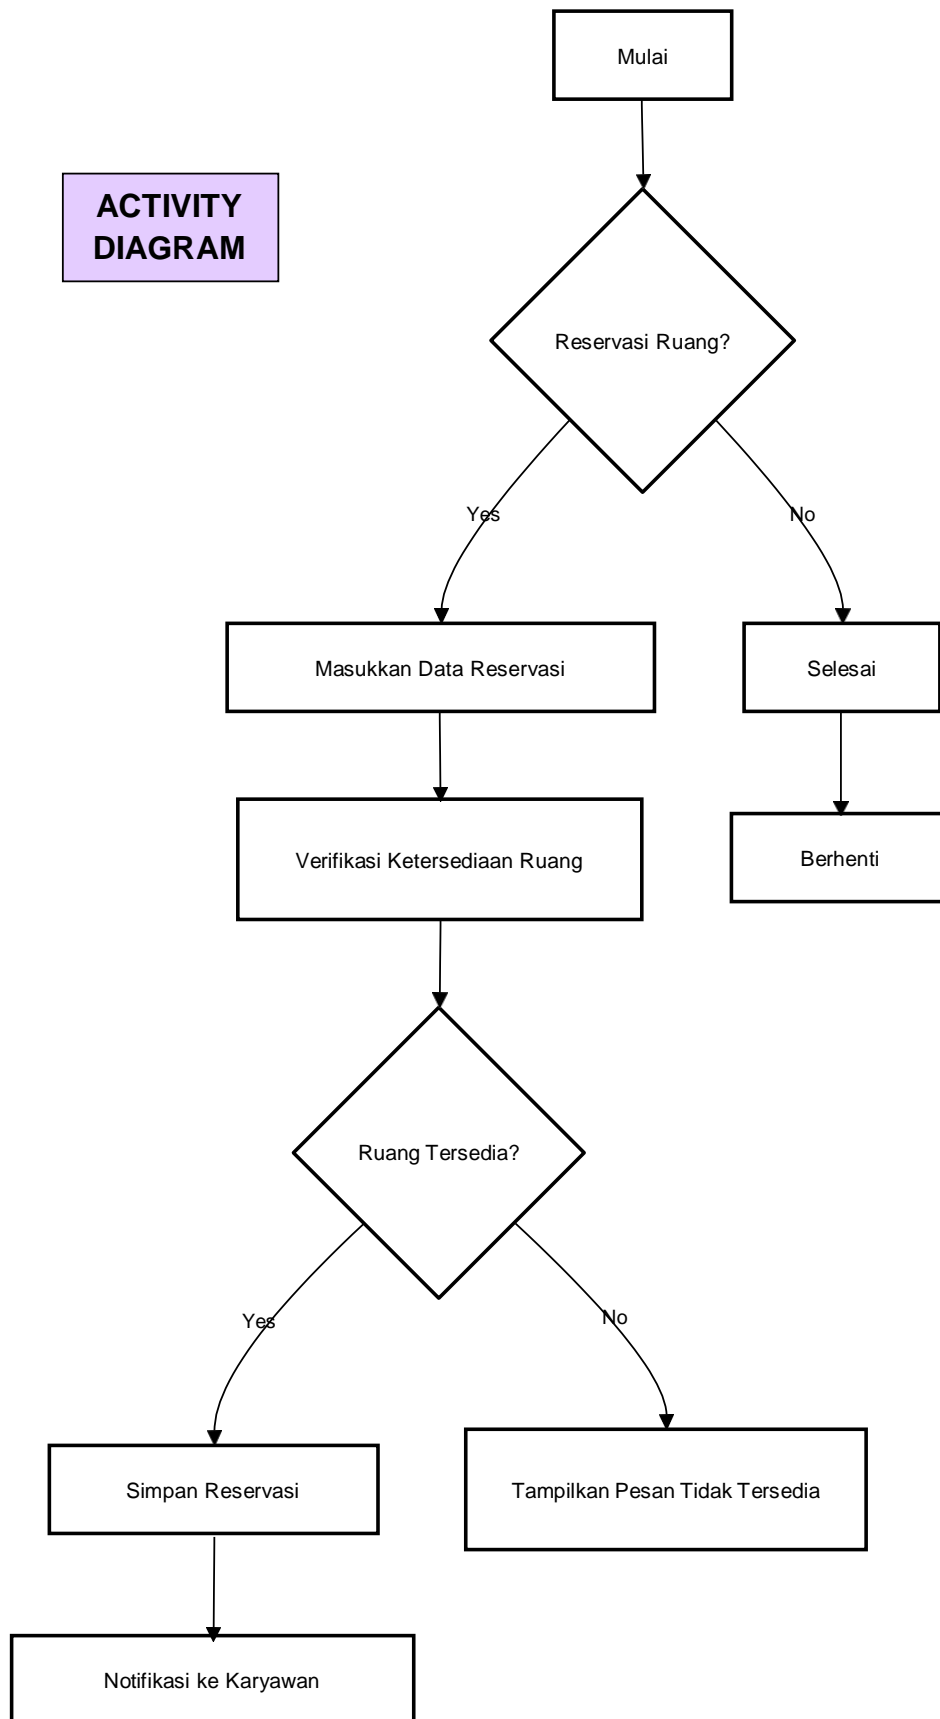 Mulai
ACTIVITY
DIAGRAM
Reservasi Ruang?
Yes
No
Masukkan Data Reservasi
Selesai
Verifikasi Ketersediaan Ruang
Berhenti
Ruang Tersedia?
Yes
No
Simpan Reservasi
Tampilkan Pesan Tidak Tersedia
Notifikasi ke Karyawan